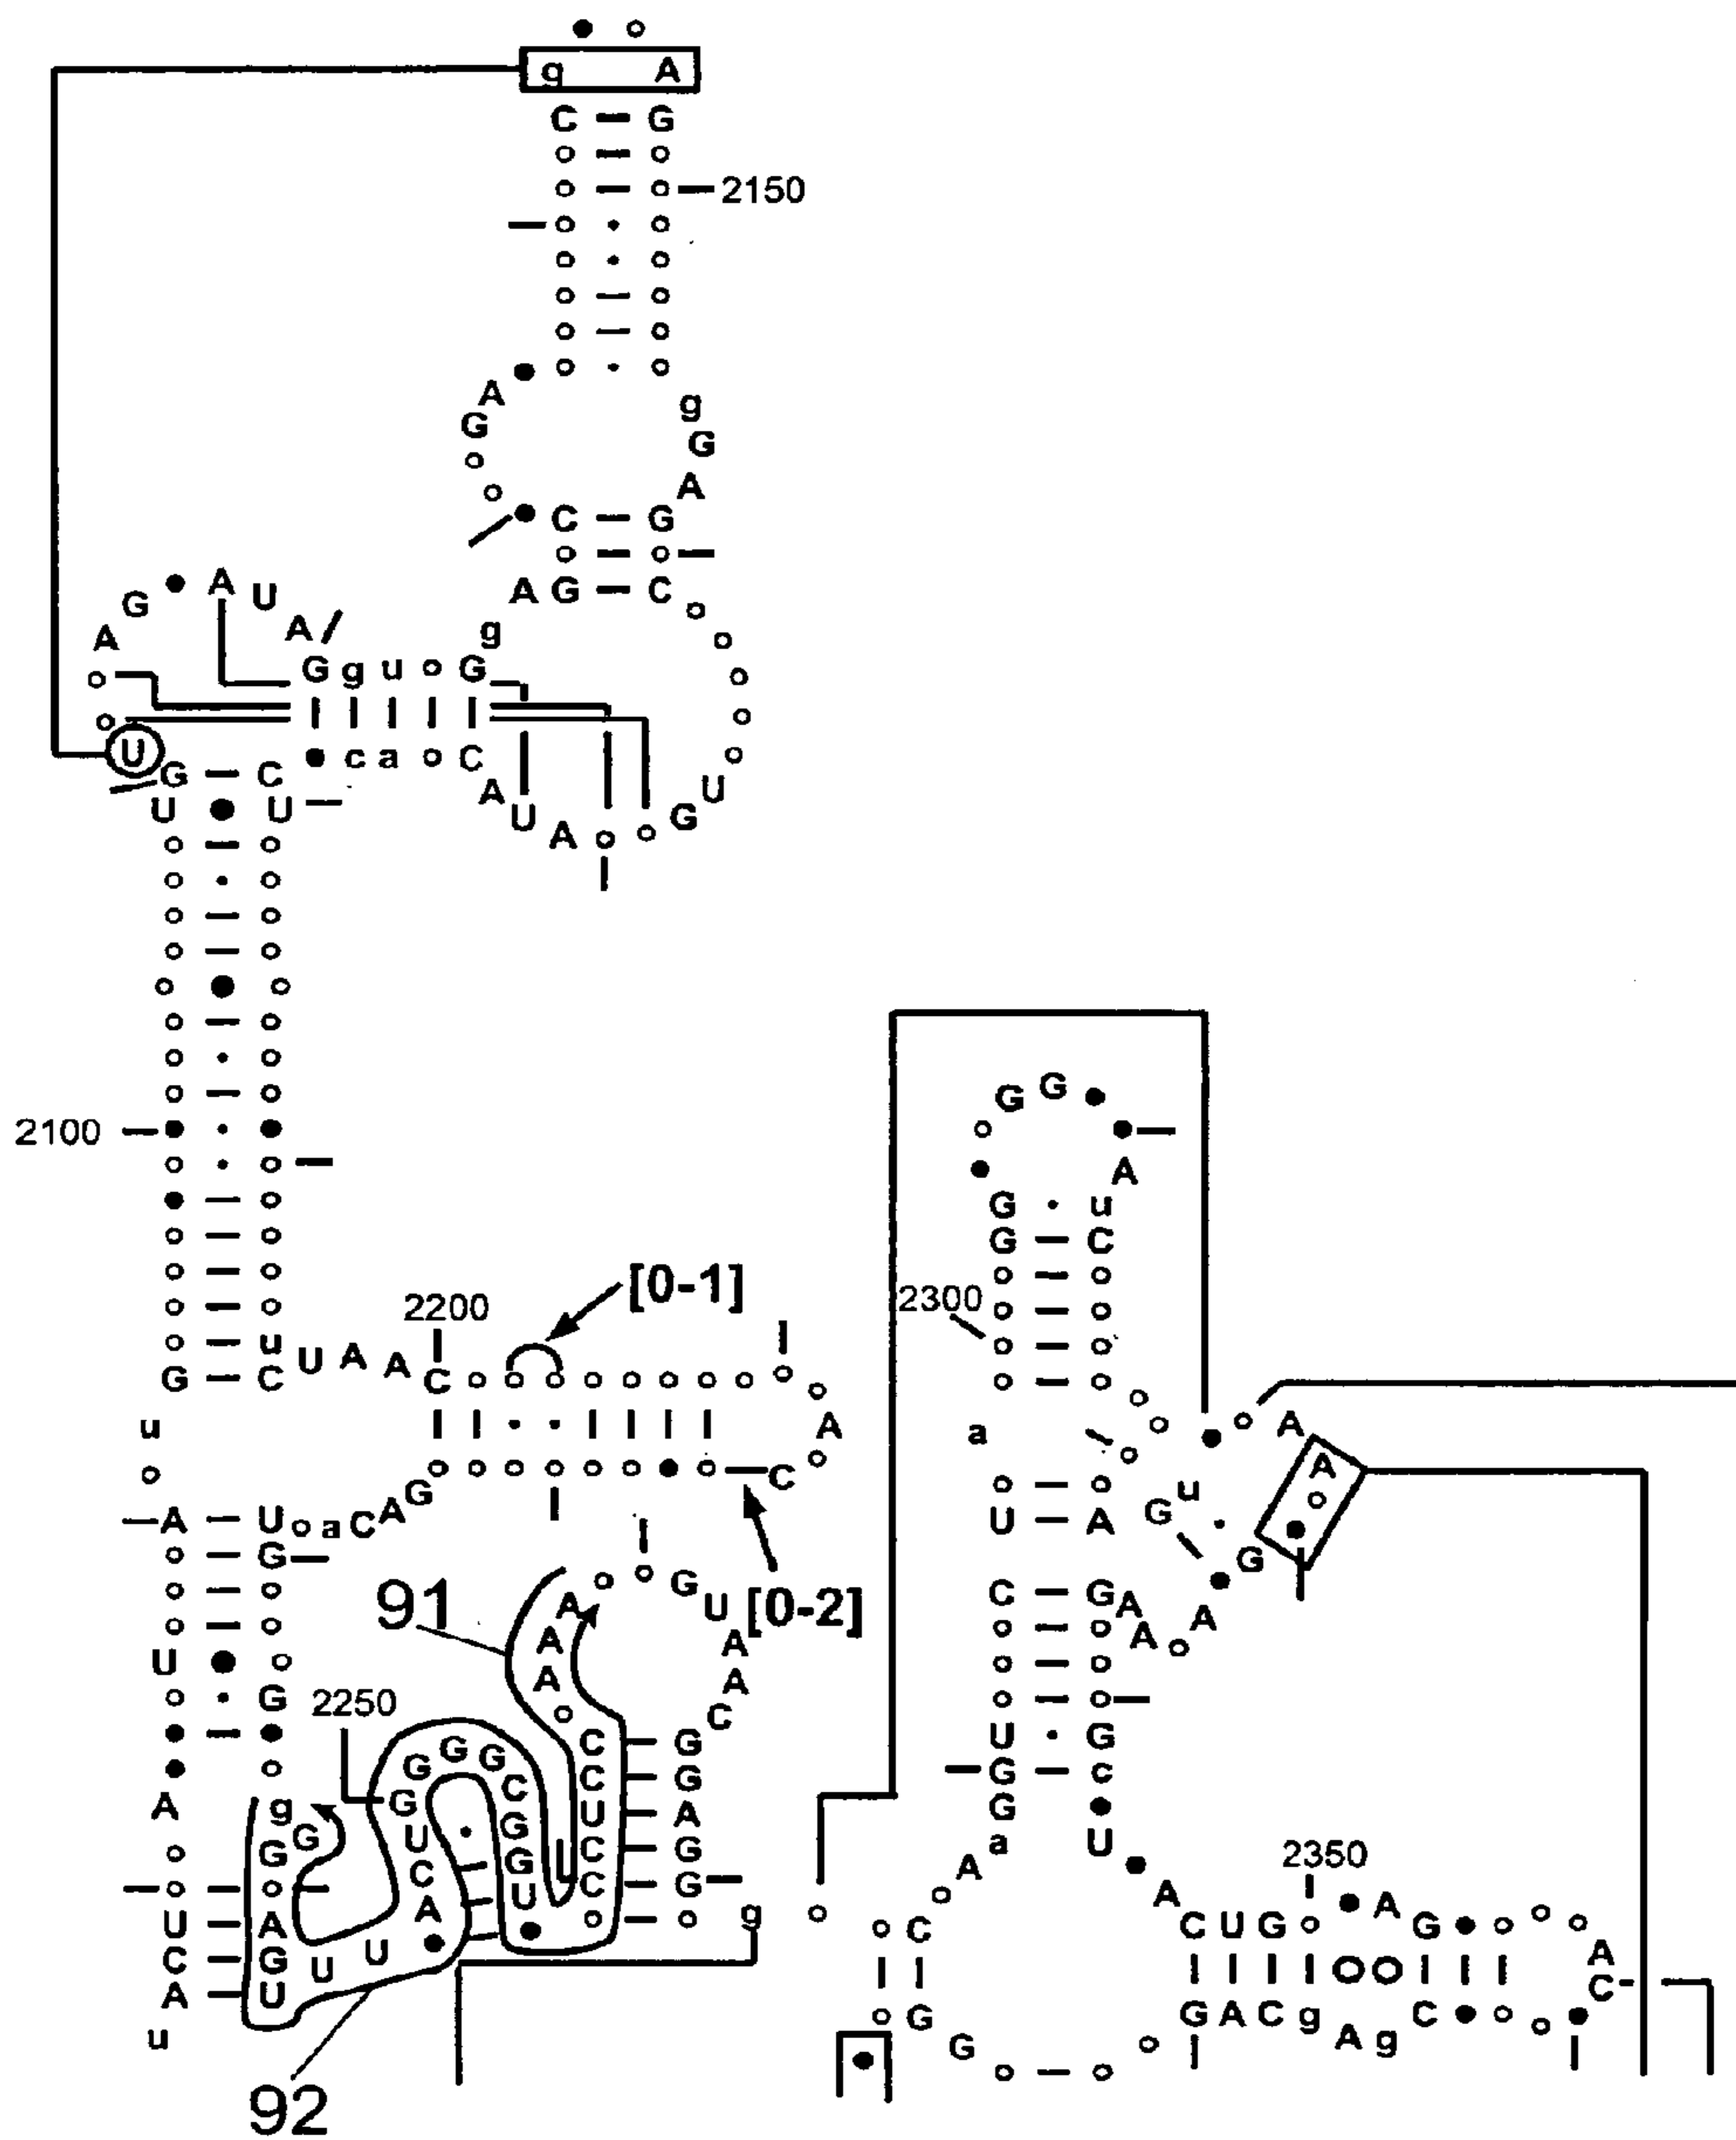 g A
C G
2150
A
G
g
G
A
C G
A G C
g
G A U A
A
G g u o G
U
G C c a o C
U U
A U A G U
2100
[0-1]
2200
u
G C U A A C
u
A
C
G
A U o a C A
G
91
[0-2]
A G U
A A
A A
C
U
G
2250
C G
C G
U A
C G
C G
A g
G G
G G G
G C
U G
C G
A U
U A
C G
A U
U U
u
92
g
G G
A
G u
G C
2300
a
A
A
u
G
U A
G
C G A
A A
U G
G c
G
a U
A
A
2350
C
C U G A G
A
C
G A C g A g C
G
G